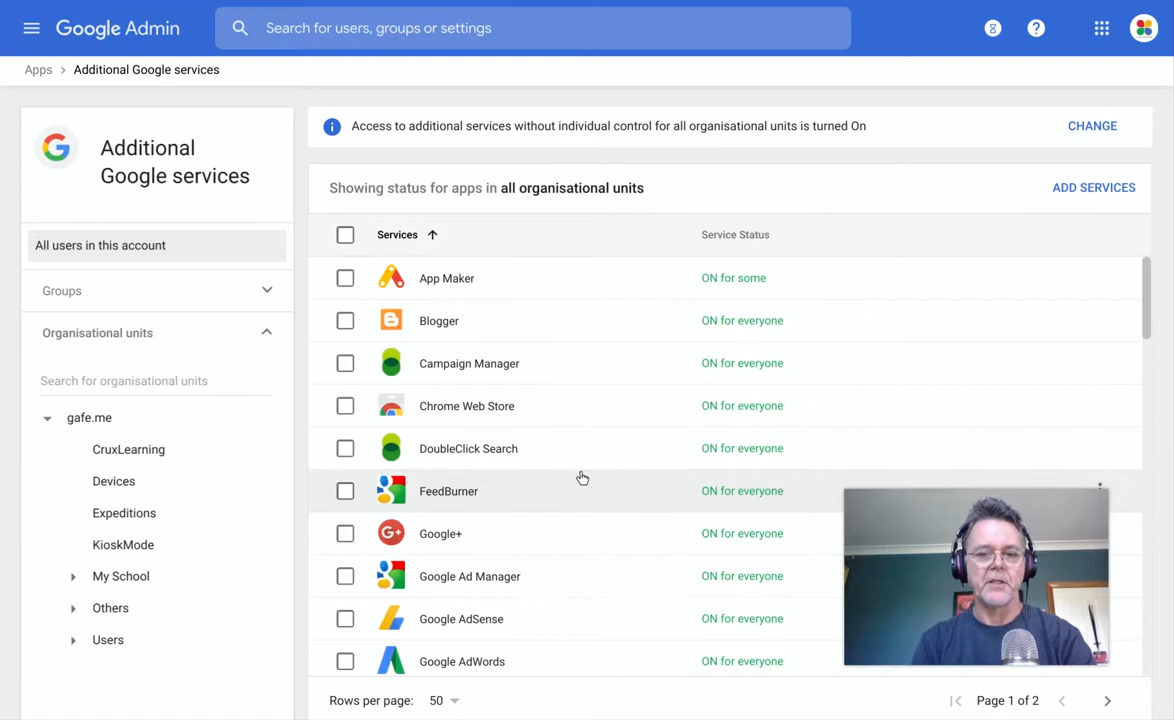 Google Admin
Search for users, groups or settings
Apps > Additional Google services
Additional
Google services
All users in this account
Groups
Organisational units
Search for organisational units
gafe.me
CruxLearning
Devices
Expeditions
KioskMode
My School
Others
Users
Access to additional services without individual control for all organisational units is turned On
CHANGE
Showing status for apps in all organisational units
ADD SERVICES
Services Service Status
App Maker ON for some
Blogger ON for everyone
Campaign Manager ON for everyone
Chrome Web Store ON for everyone
DoubleClick Search ON for everyone
FeedBurner ON for everyone
Google+ ON for everyone
Google Ad Manager ON for everyone
Google AdSense ON for everyone
Google AdWords ON for everyone
Rows per page: 50 Page 1 of 2